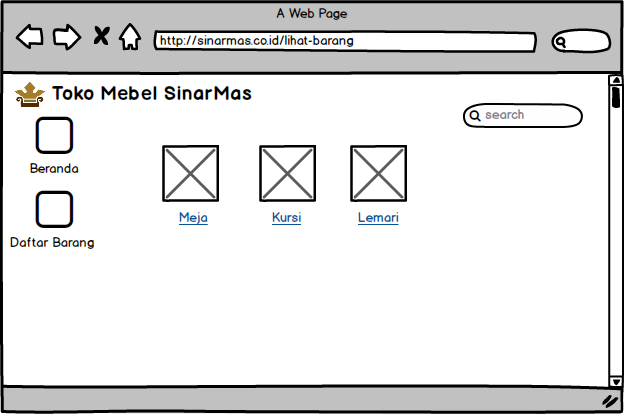 A Web Page
http://sinarmas.co.id/lihat-barang
Toko Mebel SinarMas
search
Beranda
Meja
Kursi
Lemari
Daftar Barang